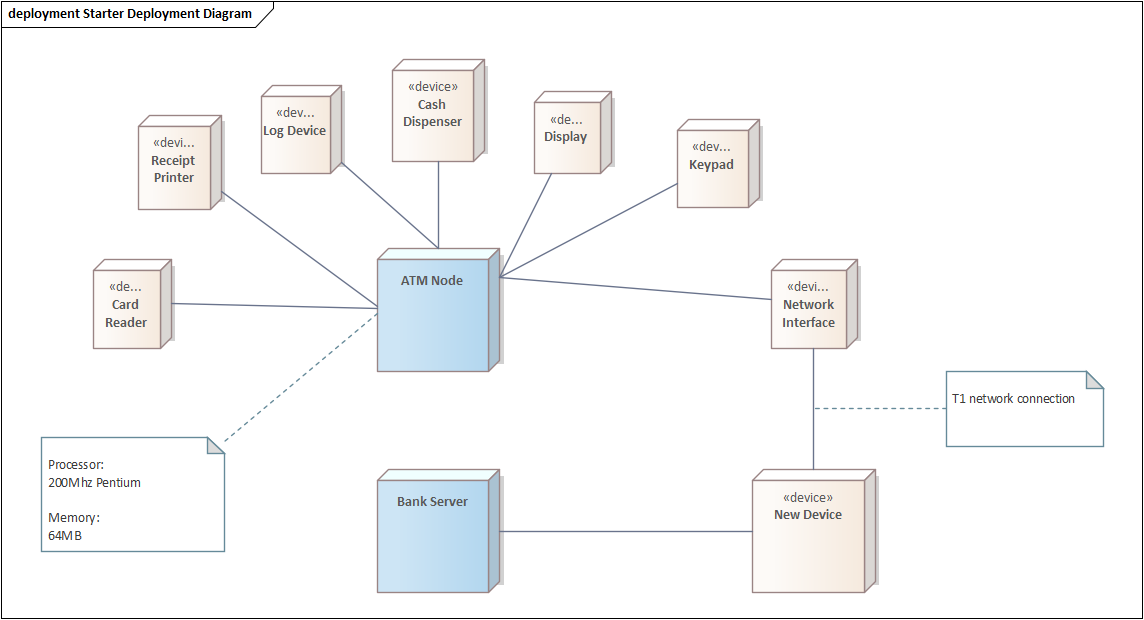 deployment Starter Deployment Diagram
«device»
Cash
Dispenser
«dev...
Log Device
«de...
Display
«devi...
Receipt
Printer
«dev...
Keypad
«de...
Card
Reader
ATM Node
«devi...
Network
Interface
T1 network connection
Processor:
200Mhz Pentium
Memory:
64MB
Bank Server
«device»
New Device